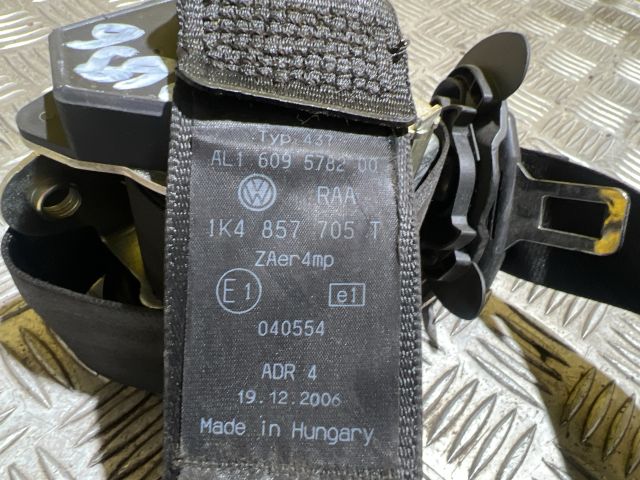 Typ 437
AL1 609 5782 00
RAA
1K4 857 705 T
ZAer4mp
E1 e1
040554
ADR 4
19.12.2006
Made in Hungary